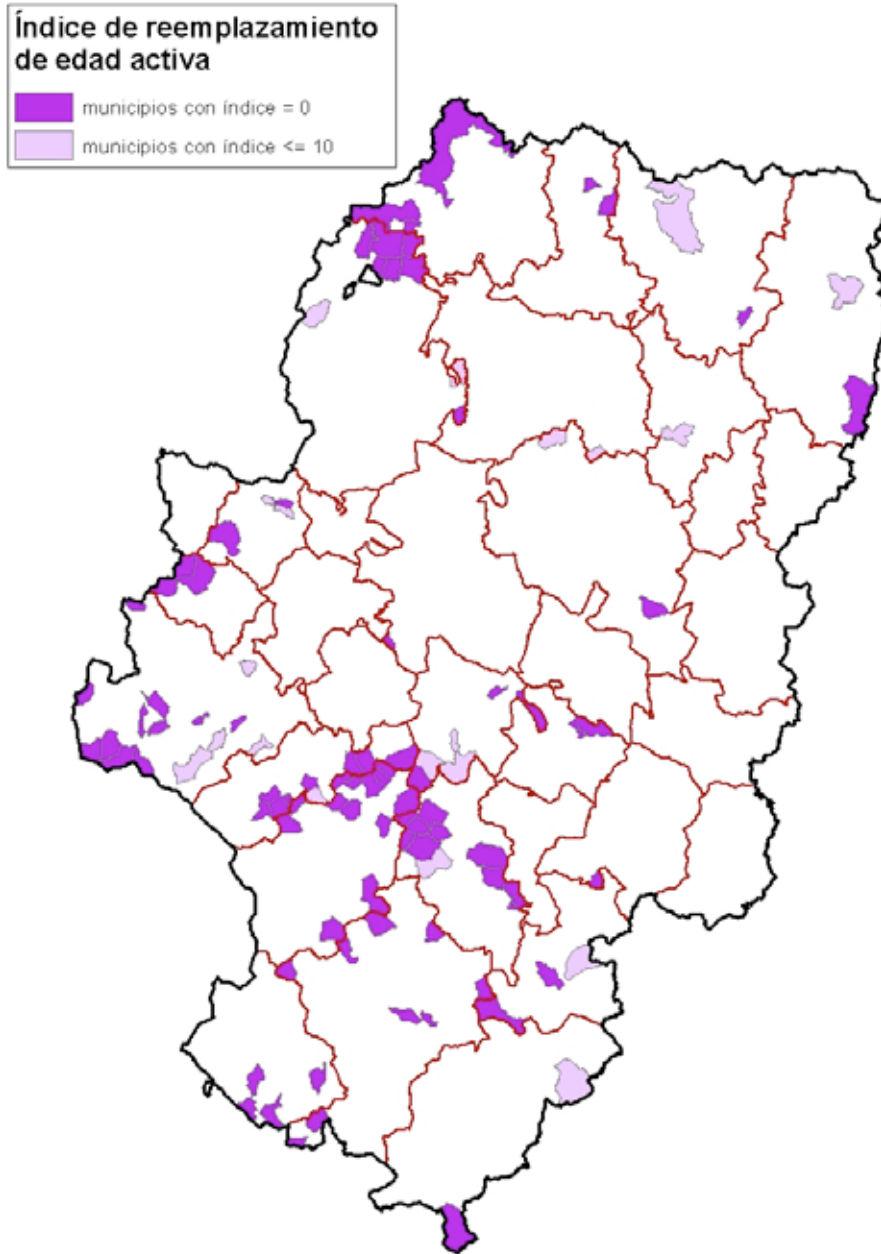 Índice de reemplazamiento
de edad activa
municipios con índice = 0
municipios con índice <= 10